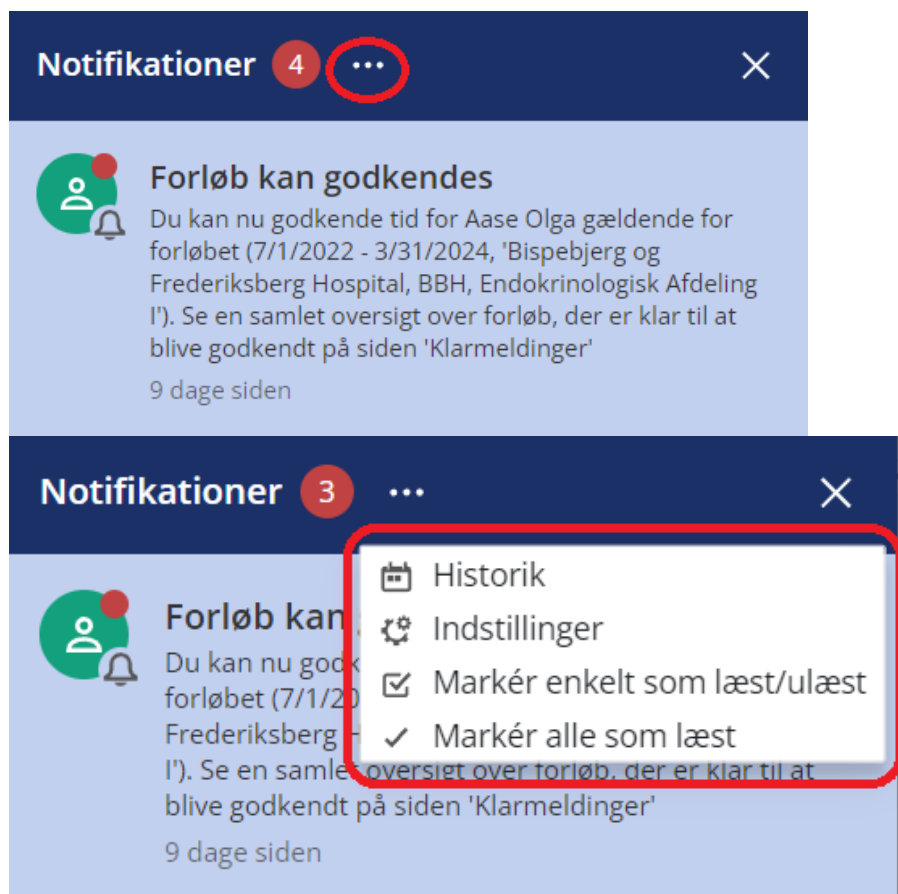 Notifikationer 4 ...
Forløb kan godkendes
Du kan nu godkende tid for Aase Olga gældende for
forløbet (7/1/2022 - 3/31/2024, 'Bispebjerg og
Frederiksberg Hospital, BBH, Endokrinologisk Afdeling
I'). Se en samlet oversigt over forløb, der er klar til at
blive godkendt på siden 'Klarmeldinger'
9 dage siden
Notifikationer 3 ...
Historik
Indstillinger
Markér enkelt som læst/ulæst
Markér alle som læst
Forløb kan
Du kan nu godk
forløbet (7/1/20
Frederiksberg
I'). Se en samlet oversigt over forløb, der er klar til at
blive godkendt på siden 'Klarmeldinger'
9 dage siden